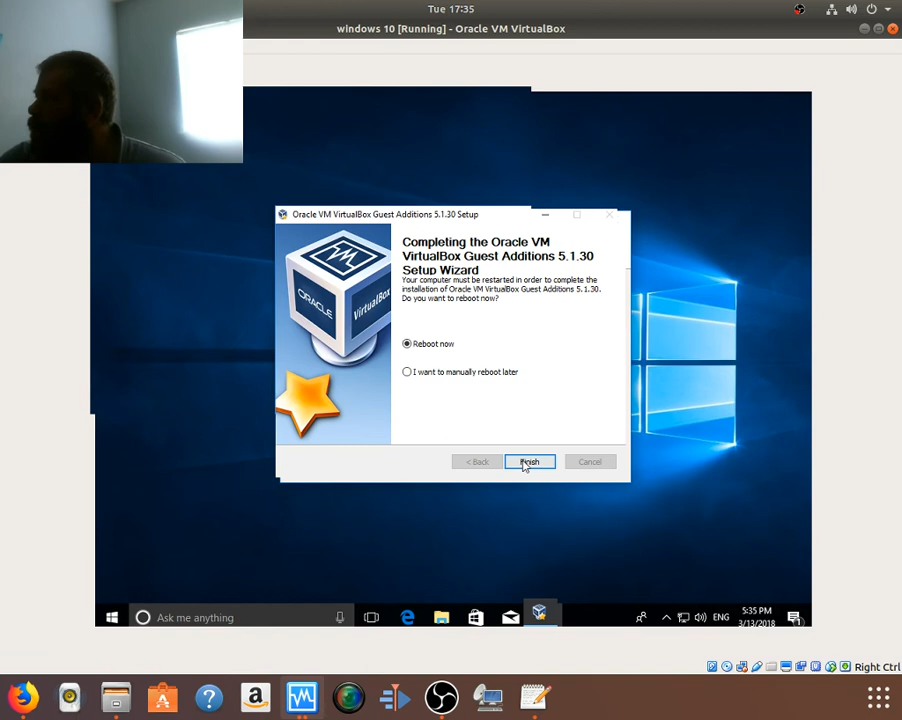 Tue 17:35
windows 10 [Running] - Oracle VM VirtualBox
Oracle VM VirtualBox Guest Additions 5.1.30 Setup
Completing the Oracle VM
VirtualBox Guest Additions 5.1.30
Setup Wizard
Your computer must be restarted in order to complete the
installation of Oracle VM VirtualBox Guest Additions 5.1.30.
Do you want to reboot now?
ORACLE
VirtualBox
Reboot now
I want to manually reboot later
< Back
Finish
Cancel
Ask me anything
ENG
5:35 PM
3/13/2018
1
Right Ctrl